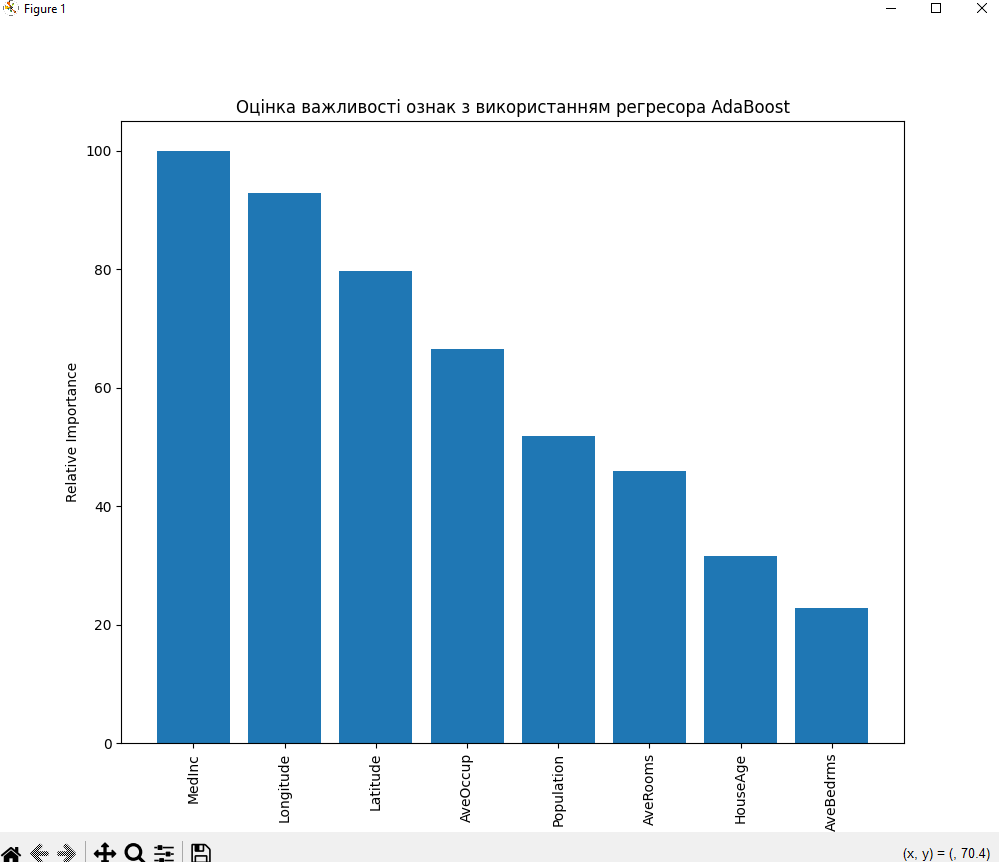 Figure 1
Оцінка важливості ознак з використанням регресора AdaBoost
100
80
60
40
20
0
Relative Importance
MedInc
Longitude
Latitude
AveOccup
Population
AveRooms
HouseAge
AveBedrms
(x, y) = (, 70.4)